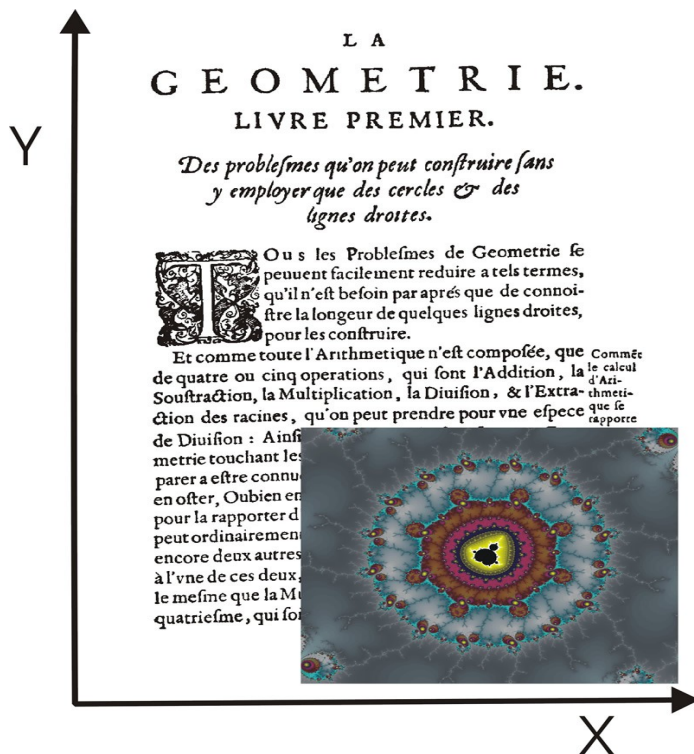 LA
GEOMETRIE.
LIVRE PREMIER.
Des problesmes qu'on peut construire sans
y employer que des cercles & des
lignes droites.
TOus les Problesmes de Geometrie se
peuuent facilement reduire a tels termes,
qu'il n'est besoin par aprés que de connoi-
stre la longeur de quelques lignes droites,
pour les construire.
Et comme toute l'Arithmetique n'est composée, que
de quatre ou cinq operations, qui sont l'Addition, la
Soustraction, la Multiplication, la Diuision, & l'Extra-
ction des racines, qu'on peut prendre pour vne espece
de Diuision : Ainsi
metrie touchant les
parer a estre connu
en oster, Oubien en
pour la rapporter d
peut ordinairemen
encore deux autres
à l'vne de ces deux,
le mesme que la Mu
quatriesme, qui soi
Commēt
le calcul
d'Ari-
thmeti-
que se
rapporte
Y
X